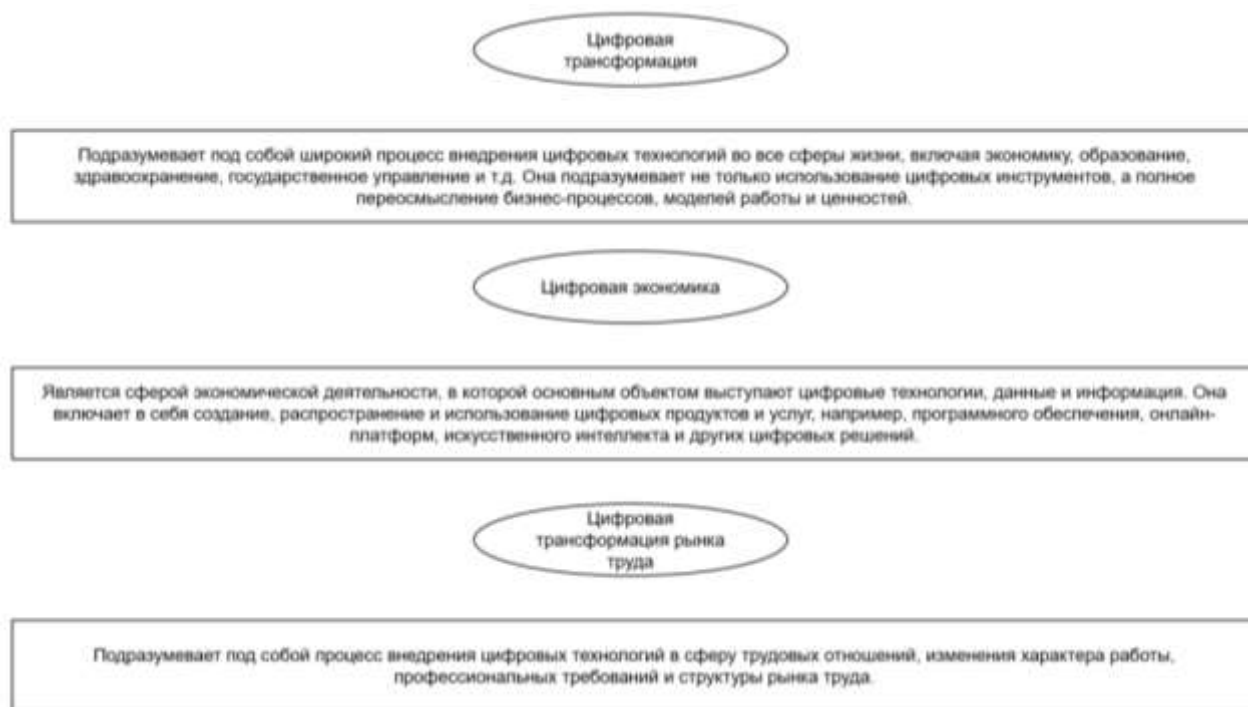 Цифровая
трансформация
Подразумевает под собой широкий процесс внедрения цифровых технологий во все сферы жизни, включая экономику, образование,
здравоохранение, государственное управление и т.д. Она подразумевает не только использование цифровых инструментов, а полное
переосмысление бизнес-процессов, моделей работы и ценностей.
Цифровая экономика
Является сферой экономической деятельности, в которой основным объектом выступают цифровые технологии, данные и информация. Она
включает в себя создание, распространение и использование цифровых продуктов и услуг, например, программного обеспечения, онлайн-
платформ, искусственного интеллекта и других цифровых решений.
Цифровая
трансформация рынка
труда
Подразумевает под собой процесс внедрения цифровых технологий в сферу трудовых отношений, изменения характера работы,
профессиональных требований и структуры рынка труда.